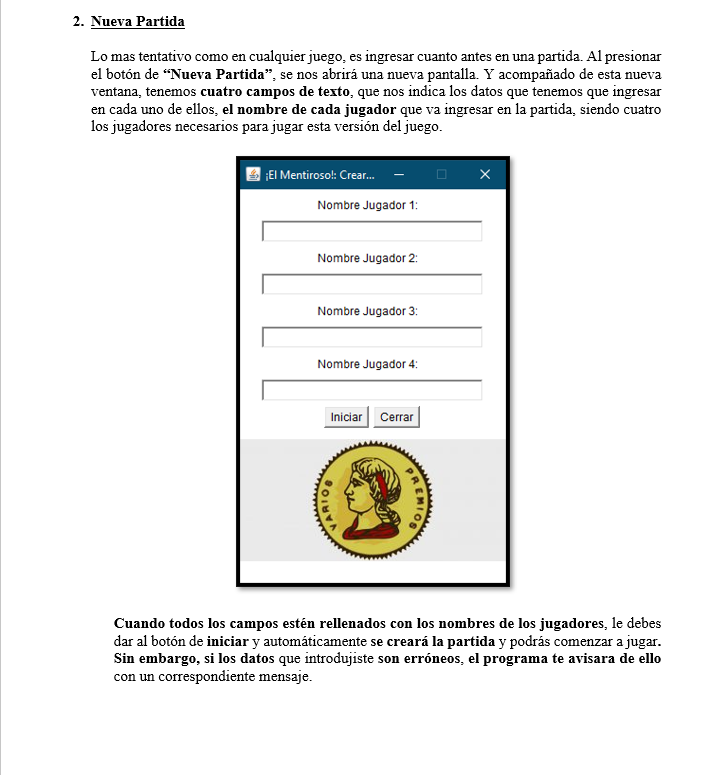 2. Nueva Partida
Lo mas tentativo como en cualquier juego, es ingresar cuanto antes en una partida. Al presionar
el botón de “Nueva Partida”, se nos abrirá una nueva pantalla. Y acompañado de esta nueva
ventana, tenemos cuatro campos de texto, que nos indica los datos que tenemos que ingresar
en cada uno de ellos, el nombre de cada jugador que va ingresar en la partida, siendo cuatro
los jugadores necesarios para jugar esta versión del juego.
¡El Mentiroso!: Crear...
Nombre Jugador 1:
Nombre Jugador 2:
Nombre Jugador 3:
Nombre Jugador 4:
Iniciar Cerrar
VARIOS PREMIOS
Cuando todos los campos estén rellenados con los nombres de los jugadores, le debes
dar al botón de iniciar y automáticamente se creará la partida y podrás comenzar a jugar.
Sin embargo, si los datos que introdujiste son erróneos, el programa te avisara de ello
con un correspondiente mensaje.